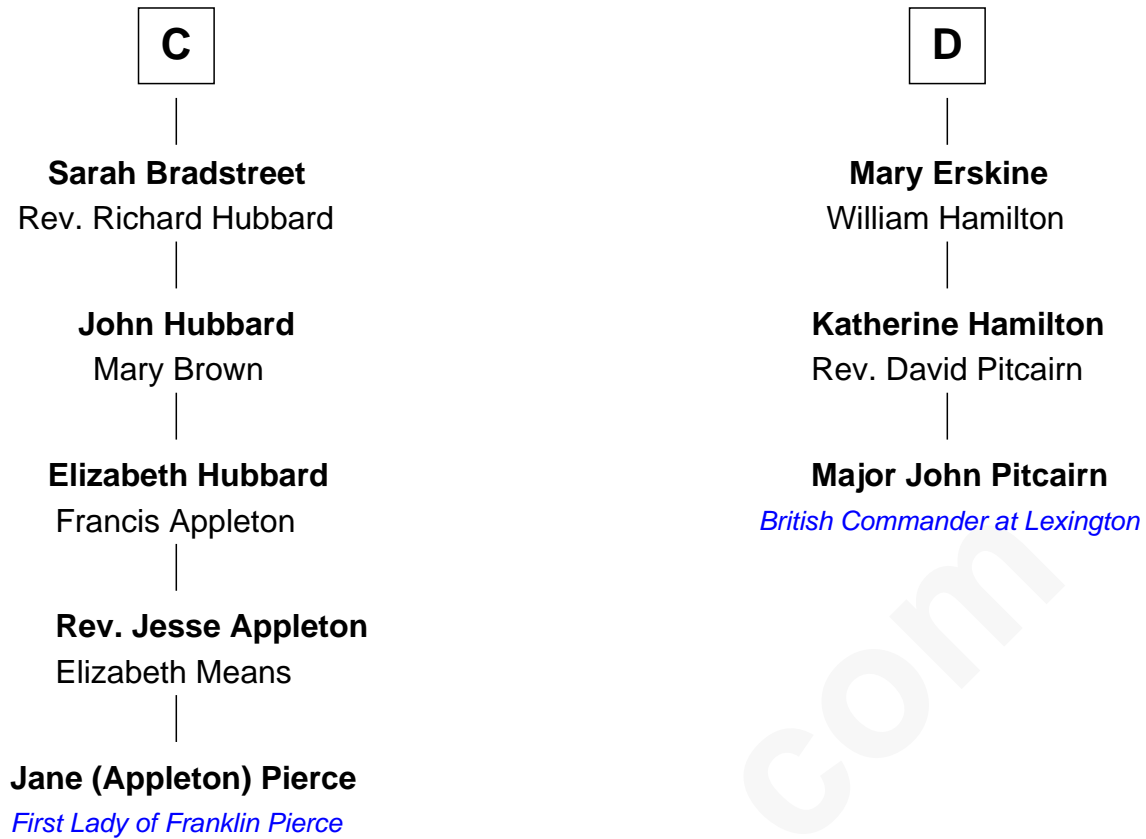 C
Sarah Bradstreet
Rev. Richard Hubbard
John Hubbard
Mary Brown
Elizabeth Hubbard
Francis Appleton
Rev. Jesse Appleton
Elizabeth Means
Jane (Appleton) Pierce
First Lady of Franklin Pierce
D
Mary Erskine
William Hamilton
Katherine Hamilton
Rev. David Pitcairn
Major John Pitcairn
British Commander at Lexington
com